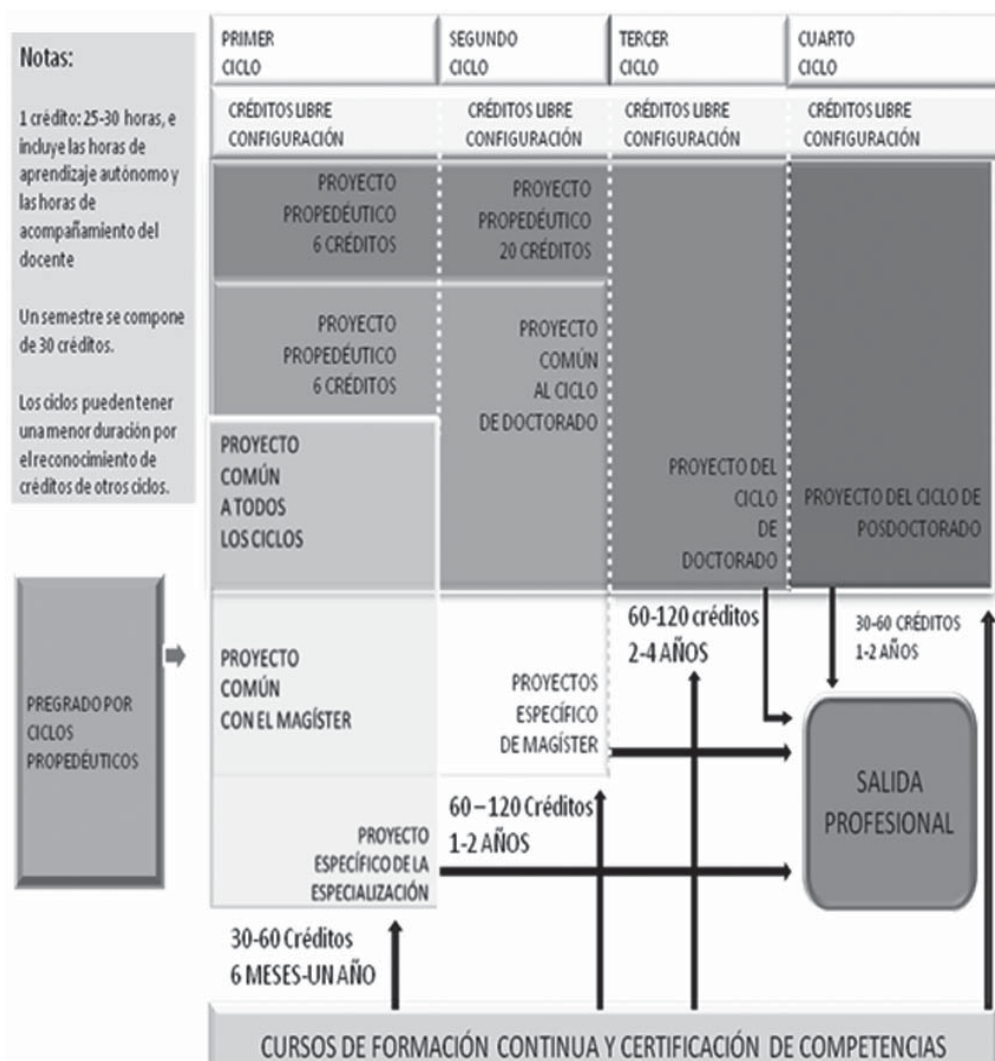 Notas:
1 crédito: 25-30 horas, e
incluye las horas de
aprendizaje autónomo y
las horas de
acompañamiento del
docente
Un semestre se compone
de 30 créditos.
Los ciclos pueden tener
una menor duración por
el reconocimiento de
créditos de otros ciclos.
PREGRADO POR
CICLOS
PROPEDÉUTICOS
PRIMER
CICLO
SEGUNDO
CICLO
TERCER
CICLO
CUARTO
CICLO
CRÉDITOS LIBRE
CONFIGURACIÓN
CRÉDITOS LIBRE
CONFIGURACIÓN
CRÉDITOS LIBRE
CONFIGURACIÓN
CRÉDITOS LIBRE
CONFIGURACIÓN
PROYECTO
PROPEDÉUTICO
6 CRÉDITOS
PROYECTO
PROPEDÉUTICO
20 CRÉDITOS
PROYECTO
PROPEDÉUTICO
6 CRÉDITOS
PROYECTO
COMÚN
AL CICLO
DE DOCTORADO
PROYECTO
COMÚN
A TODOS
LOS CICLOS
PROYECTO DEL
CICLO
DE
DOCTORADO
PROYECTO DEL CICLO DE
POSDOCTORADO
PROYECTO
COMÚN
CON EL MAGÍSTER
PROYECTOS
ESPECÍFICO
DE MAGÍSTER
60-120 créditos
2-4 AÑOS
30-60 CRÉDITOS
1-2 AÑOS
PROYECTO
ESPECÍFICO DE LA
ESPECIALIZACIÓN
60 – 120 Créditos
1-2 AÑOS
SALIDA
PROFESIONAL
30-60 Créditos
6 MESES-UN AÑO
CURSOS DE FORMACIÓN CONTINUA Y CERTIFICACIÓN DE COMPETENCIAS